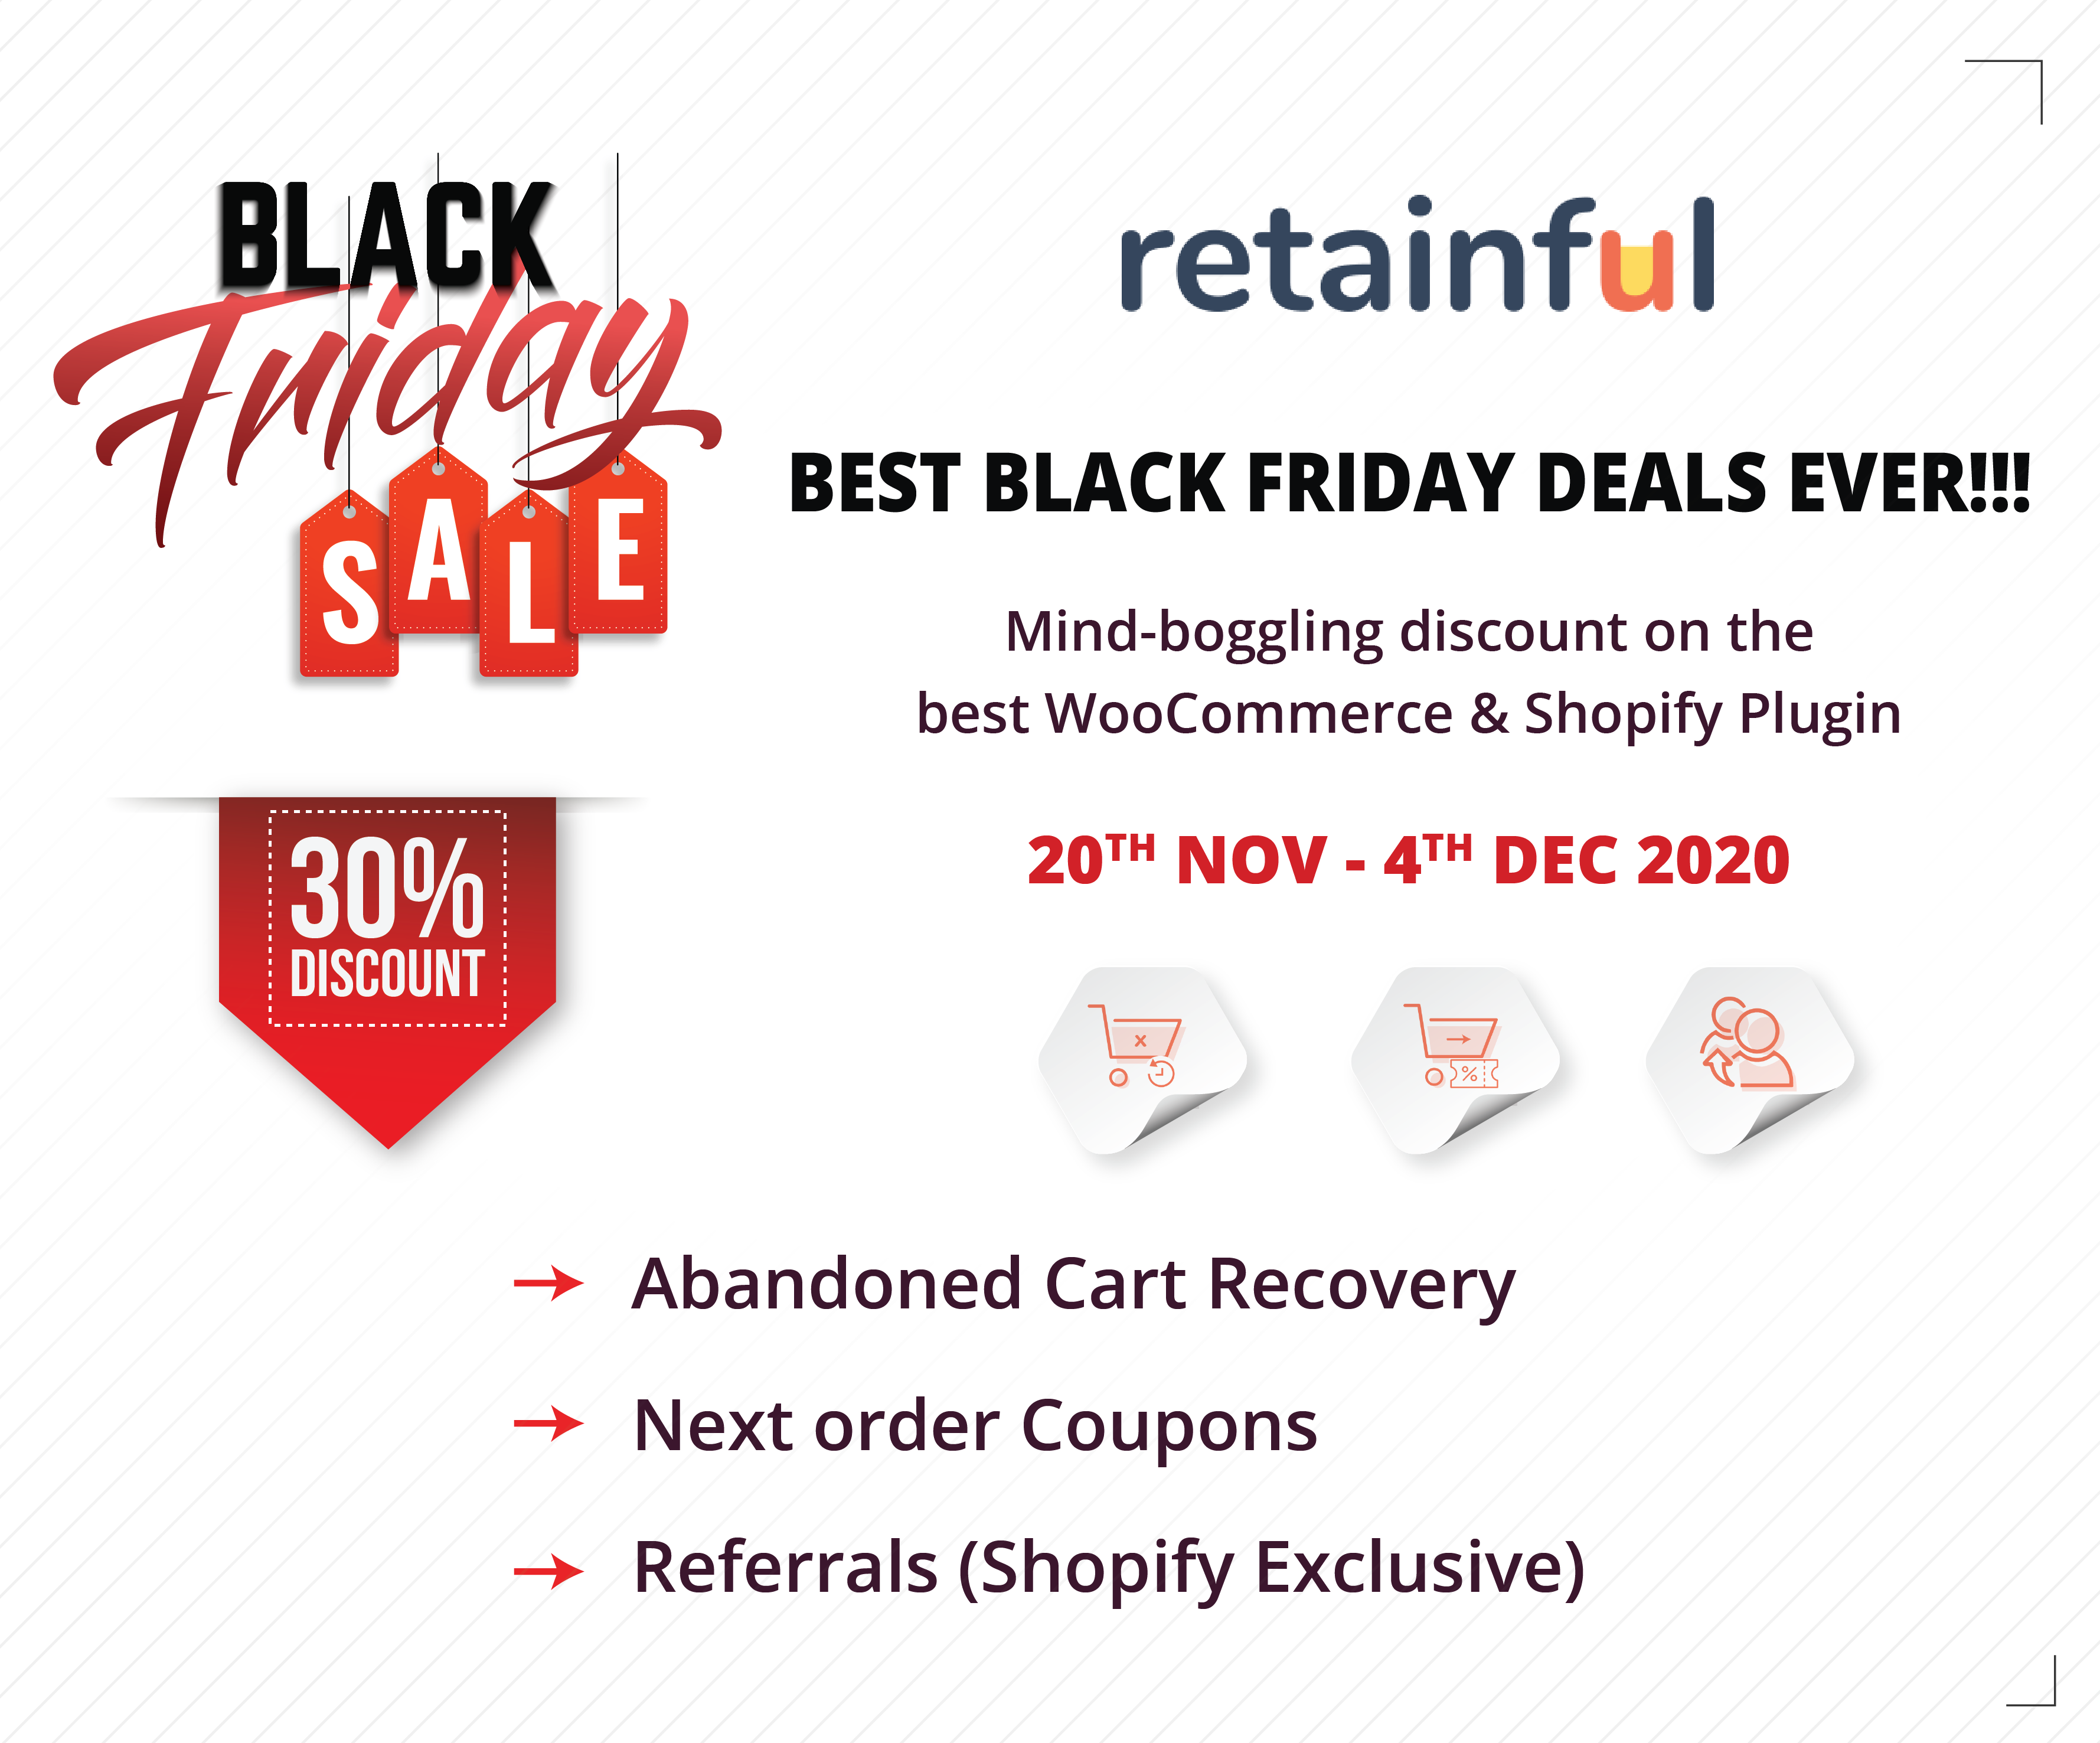 BLACK
Friday
SALE
retainful
BEST BLACK FRIDAY DEALS EVER!!!
Mind-boggling discount on the
best WooCommerce & Shopify Plugin
20TH NOV - 4TH DEC 2020
30%
DISCOUNT
Abandoned Cart Recovery
Next order Coupons
Referrals (Shopify Exclusive)